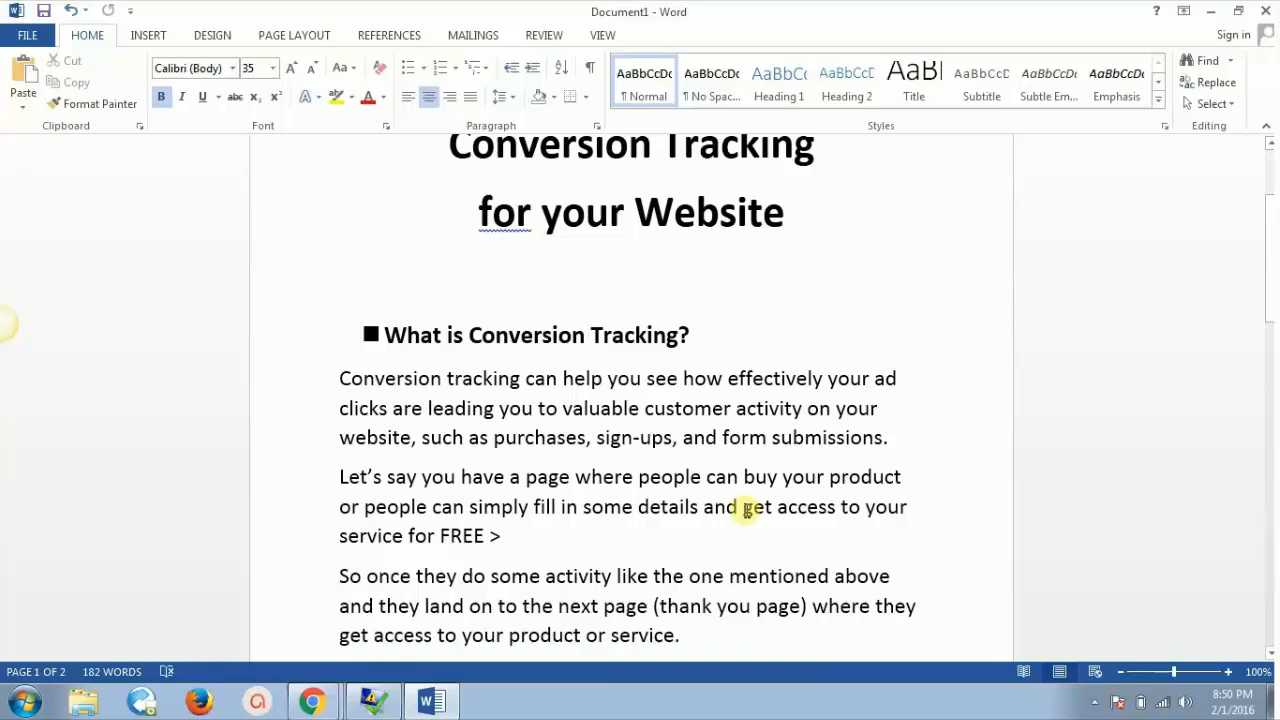 Document1 - Word
?
Sign in
FILE HOME INSERT DESIGN PAGE LAYOUT REFERENCES MAILINGS REVIEW VIEW
Paste
Cut
Copy
Format Painter
Clipboard
Calibri (Body) 35
Aa
B I U abc x₂ x²
A A
Font
Paragraph
AaBbCcDc AaBbCcDc AaBbCc AaBbCcDc AaBl AaBbCcDc AaBbCcDc AaBbCcDc
¶ Normal ¶ No Spac... Heading 1 Heading 2 Title Subtitle Subtle Em... Emphasis
Styles
Find
Replace
Select
Editing
Conversion Tracking
for your Website
What is Conversion Tracking?
Conversion tracking can help you see how effectively your ad
clicks are leading you to valuable customer activity on your
website, such as purchases, sign-ups, and form submissions.
Let’s say you have a page where people can buy your product
or people can simply fill in some details and get access to your
service for FREE >
So once they do some activity like the one mentioned above
and they land on to the next page (thank you page) where they
get access to your product or service.
PAGE 1 OF 2 182 WORDS
100%
8:50 PM
2/1/2016